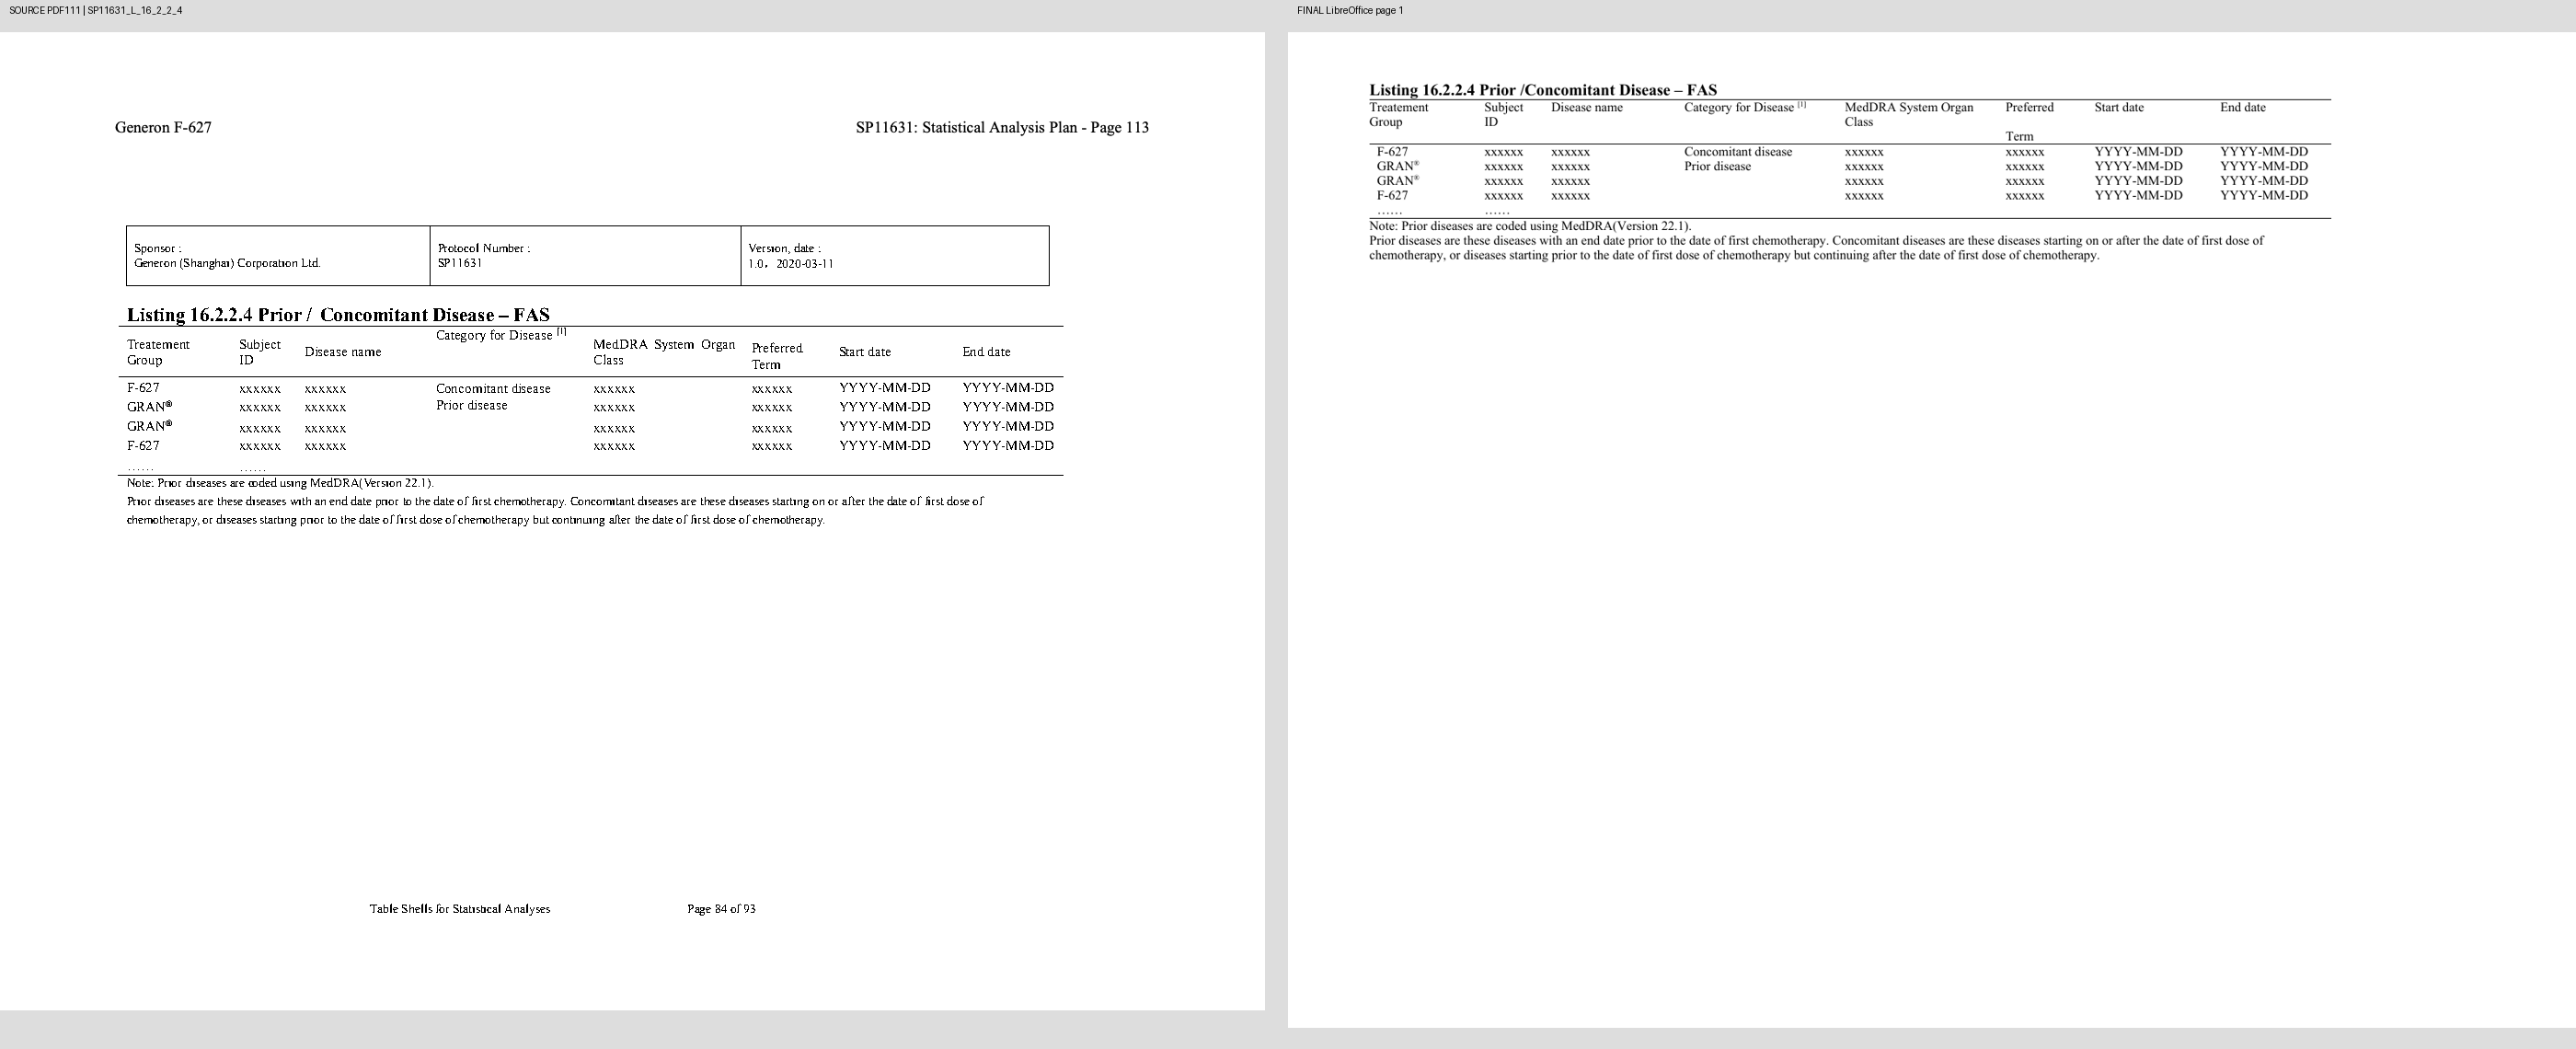 SOURCE PDF111 | SP11631_L_16_2_2_4
Generon F-627 SP11631: Statistical Analysis Plan - Page 113
Sponsor : Protocol Number : Version, date :
Generon (Shanghai) Corporation Ltd. SP11631 1.0，2020-03-11
Listing 16.2.2.4 Prior / Concomitant Disease – FAS
Treatement Group Subject ID Disease name Category for Disease [1] MedDRA System Organ Class Preferred Term Start date End date
F-627 xxxxxx xxxxxx Concomitant disease xxxxxx xxxxxx YYYY-MM-DD YYYY-MM-DD
GRAN® xxxxxx xxxxxx Prior disease xxxxxx xxxxxx YYYY-MM-DD YYYY-MM-DD
GRAN® xxxxxx xxxxxx xxxxxx xxxxxx YYYY-MM-DD YYYY-MM-DD
F-627 xxxxxx xxxxxx xxxxxx xxxxxx YYYY-MM-DD YYYY-MM-DD
…… ……
Note: Prior diseases are coded using MedDRA(Version 22.1).
Prior diseases are these diseases with an end date prior to the date of first chemotherapy. Concomitant diseases are these diseases starting on or after the date of first dose of
chemotherapy, or diseases starting prior to the date of first dose of chemotherapy but continuing after the date of first dose of chemotherapy.
Table Shells for Statistical Analyses Page 84 of 93
FINAL LibreOffice page 1
Listing 16.2.2.4 Prior /Concomitant Disease – FAS
Treatement Subject Disease name Category for Disease [1] MedDRA System Organ Preferred Start date End date
Group ID Class
Term
F-627 xxxxxx xxxxxx Concomitant disease xxxxxx xxxxxx YYYY-MM-DD YYYY-MM-DD
GRAN® xxxxxx xxxxxx Prior disease xxxxxx xxxxxx YYYY-MM-DD YYYY-MM-DD
GRAN® xxxxxx xxxxxx xxxxxx xxxxxx YYYY-MM-DD YYYY-MM-DD
F-627 xxxxxx xxxxxx xxxxxx xxxxxx YYYY-MM-DD YYYY-MM-DD
…… ……
Note: Prior diseases are coded using MedDRA(Version 22.1).
Prior diseases are these diseases with an end date prior to the date of first chemotherapy. Concomitant diseases are these diseases starting on or after the date of first dose of
chemotherapy, or diseases starting prior to the date of first dose of chemotherapy but continuing after the date of first dose of chemotherapy.